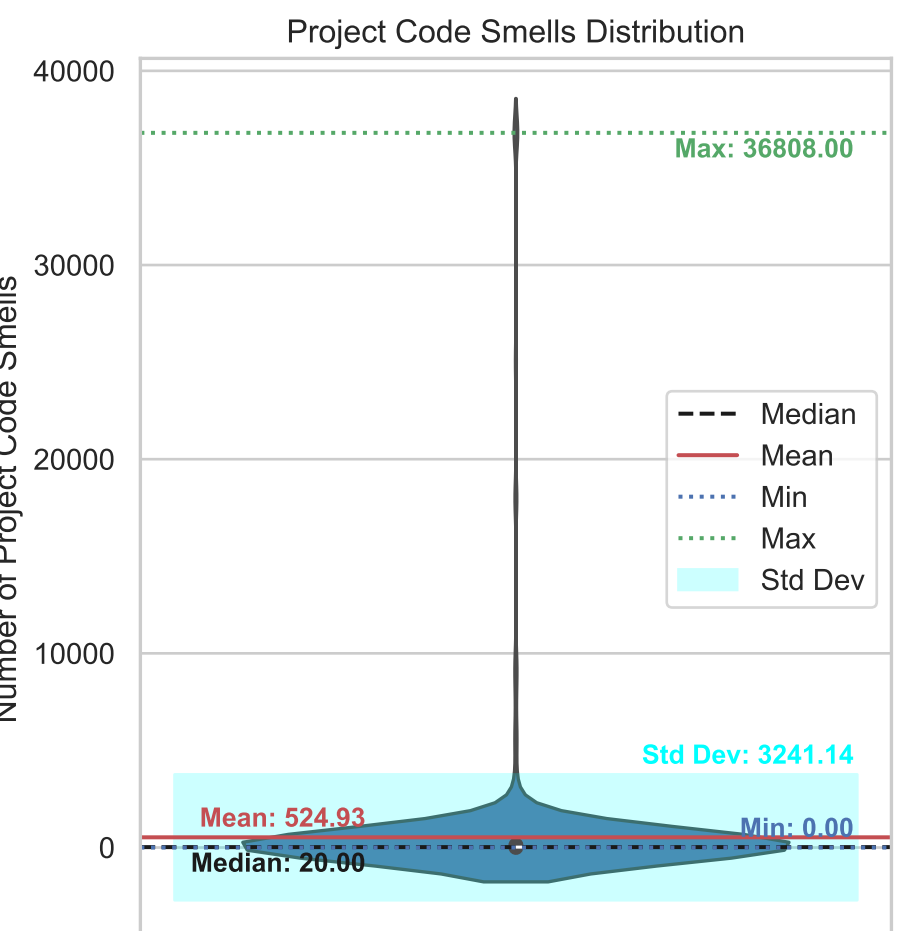 Project Code Smells Distribution
Number of Project Code Smells
40000
Max: 36808.00
30000
Median
Mean
20000
Min
Max
Std Dev
10000
Std Dev: 3241.14
Mean: 524.93
Min: 0.00
0
Median: 20.00